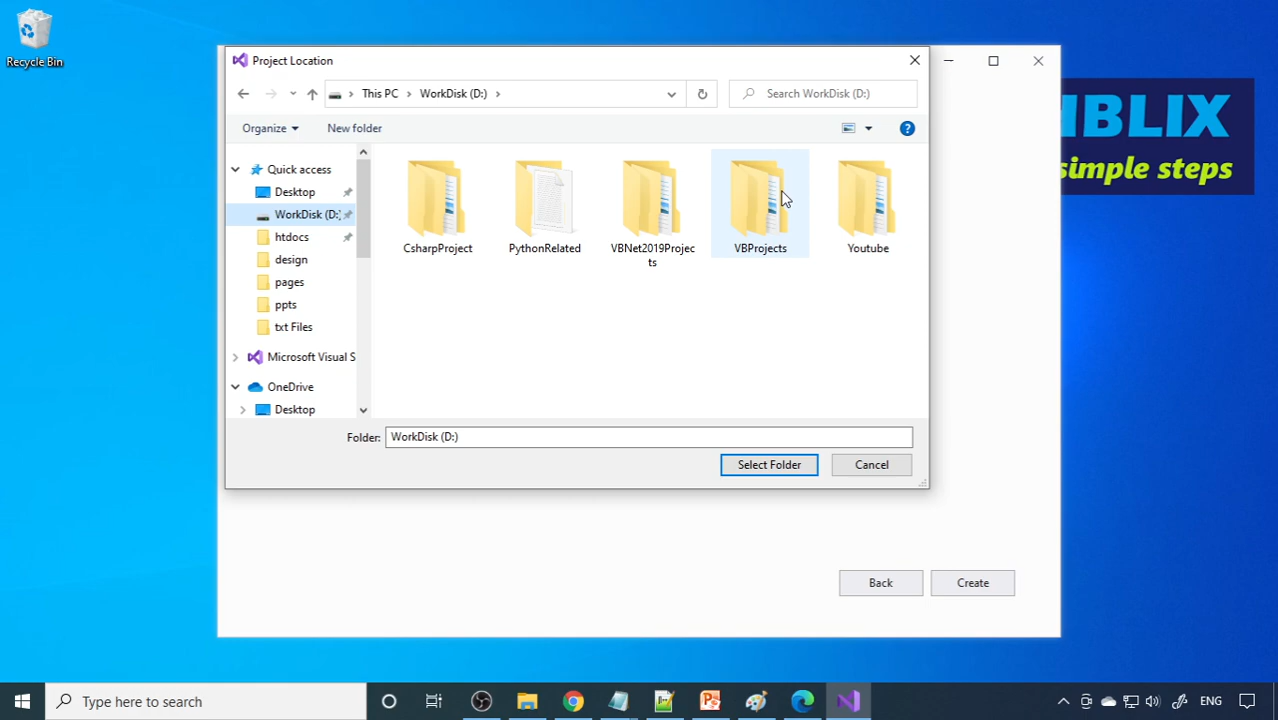 Recycle Bin
Project Location
This PC
WorkDisk (D:)
Search WorkDisk (D:)
Organize
New folder
Quick access
Desktop
WorkDisk (D:)
htdocs
design
pages
ppts
txt Files
Microsoft Visual S
OneDrive
Desktop
CsharpProject
PythonRelated
VBNet2019Projec
ts
VBProjects
Youtube
Folder:
WorkDisk (D:)
Select Folder
Cancel
Back
Create
BLIX
simple steps
Type here to search
ENG